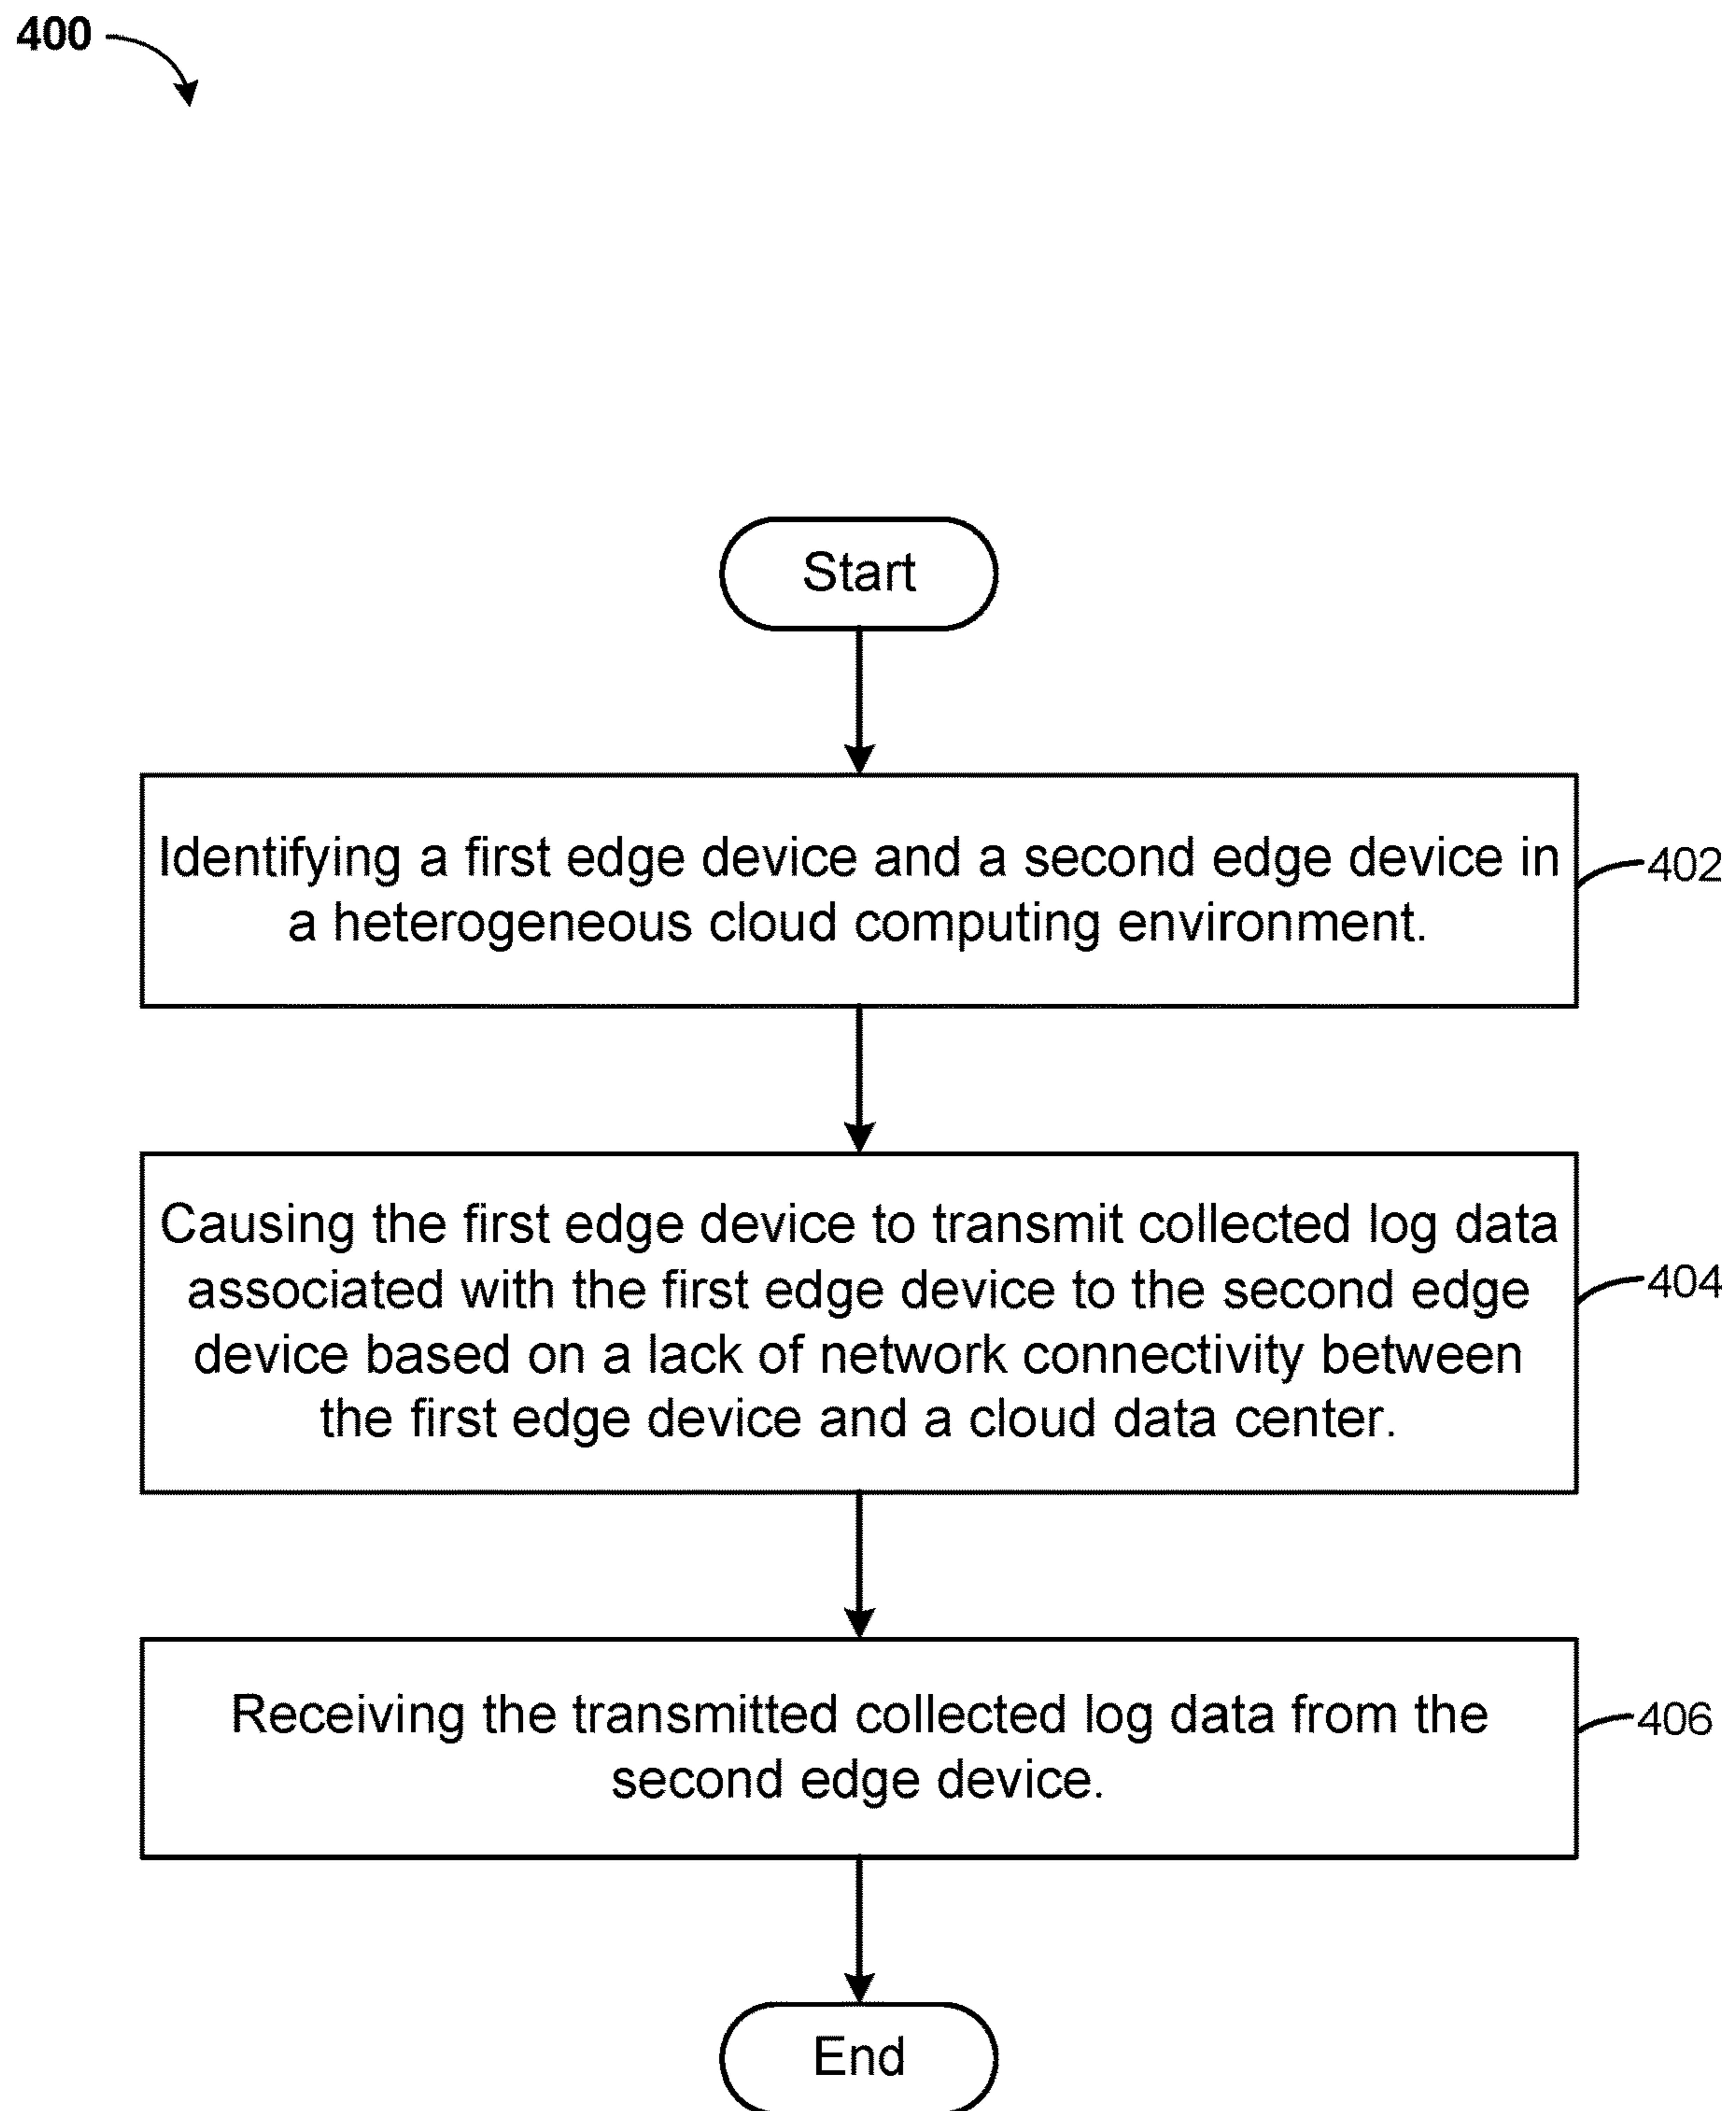 400
Start
Identifying a first edge device and a second edge device in
a heterogeneous cloud computing environment.
402
Causing the first edge device to transmit collected log data
associated with the first edge device to the second edge
device based on a lack of network connectivity between
the first edge device and a cloud data center.
404
Receiving the transmitted collected log data from the
second edge device.
406
End